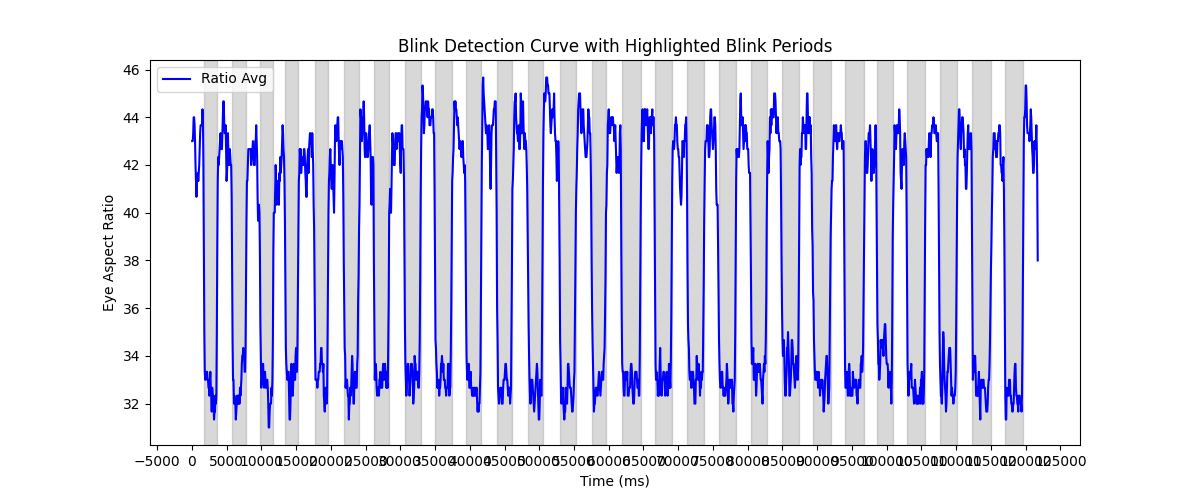 Blink Detection Curve with Highlighted Blink Periods
Ratio Avg
46
44
42
40
38
36
34
32
Eye Aspect Ratio
−5000 0 5000 10000 15000 20000 25000 30000 35000 40000 45000 50000 55000 60000 65000 70000 75000 80000 85000 90000 95000 100000 105000 110000 115000 120000 125000
Time (ms)